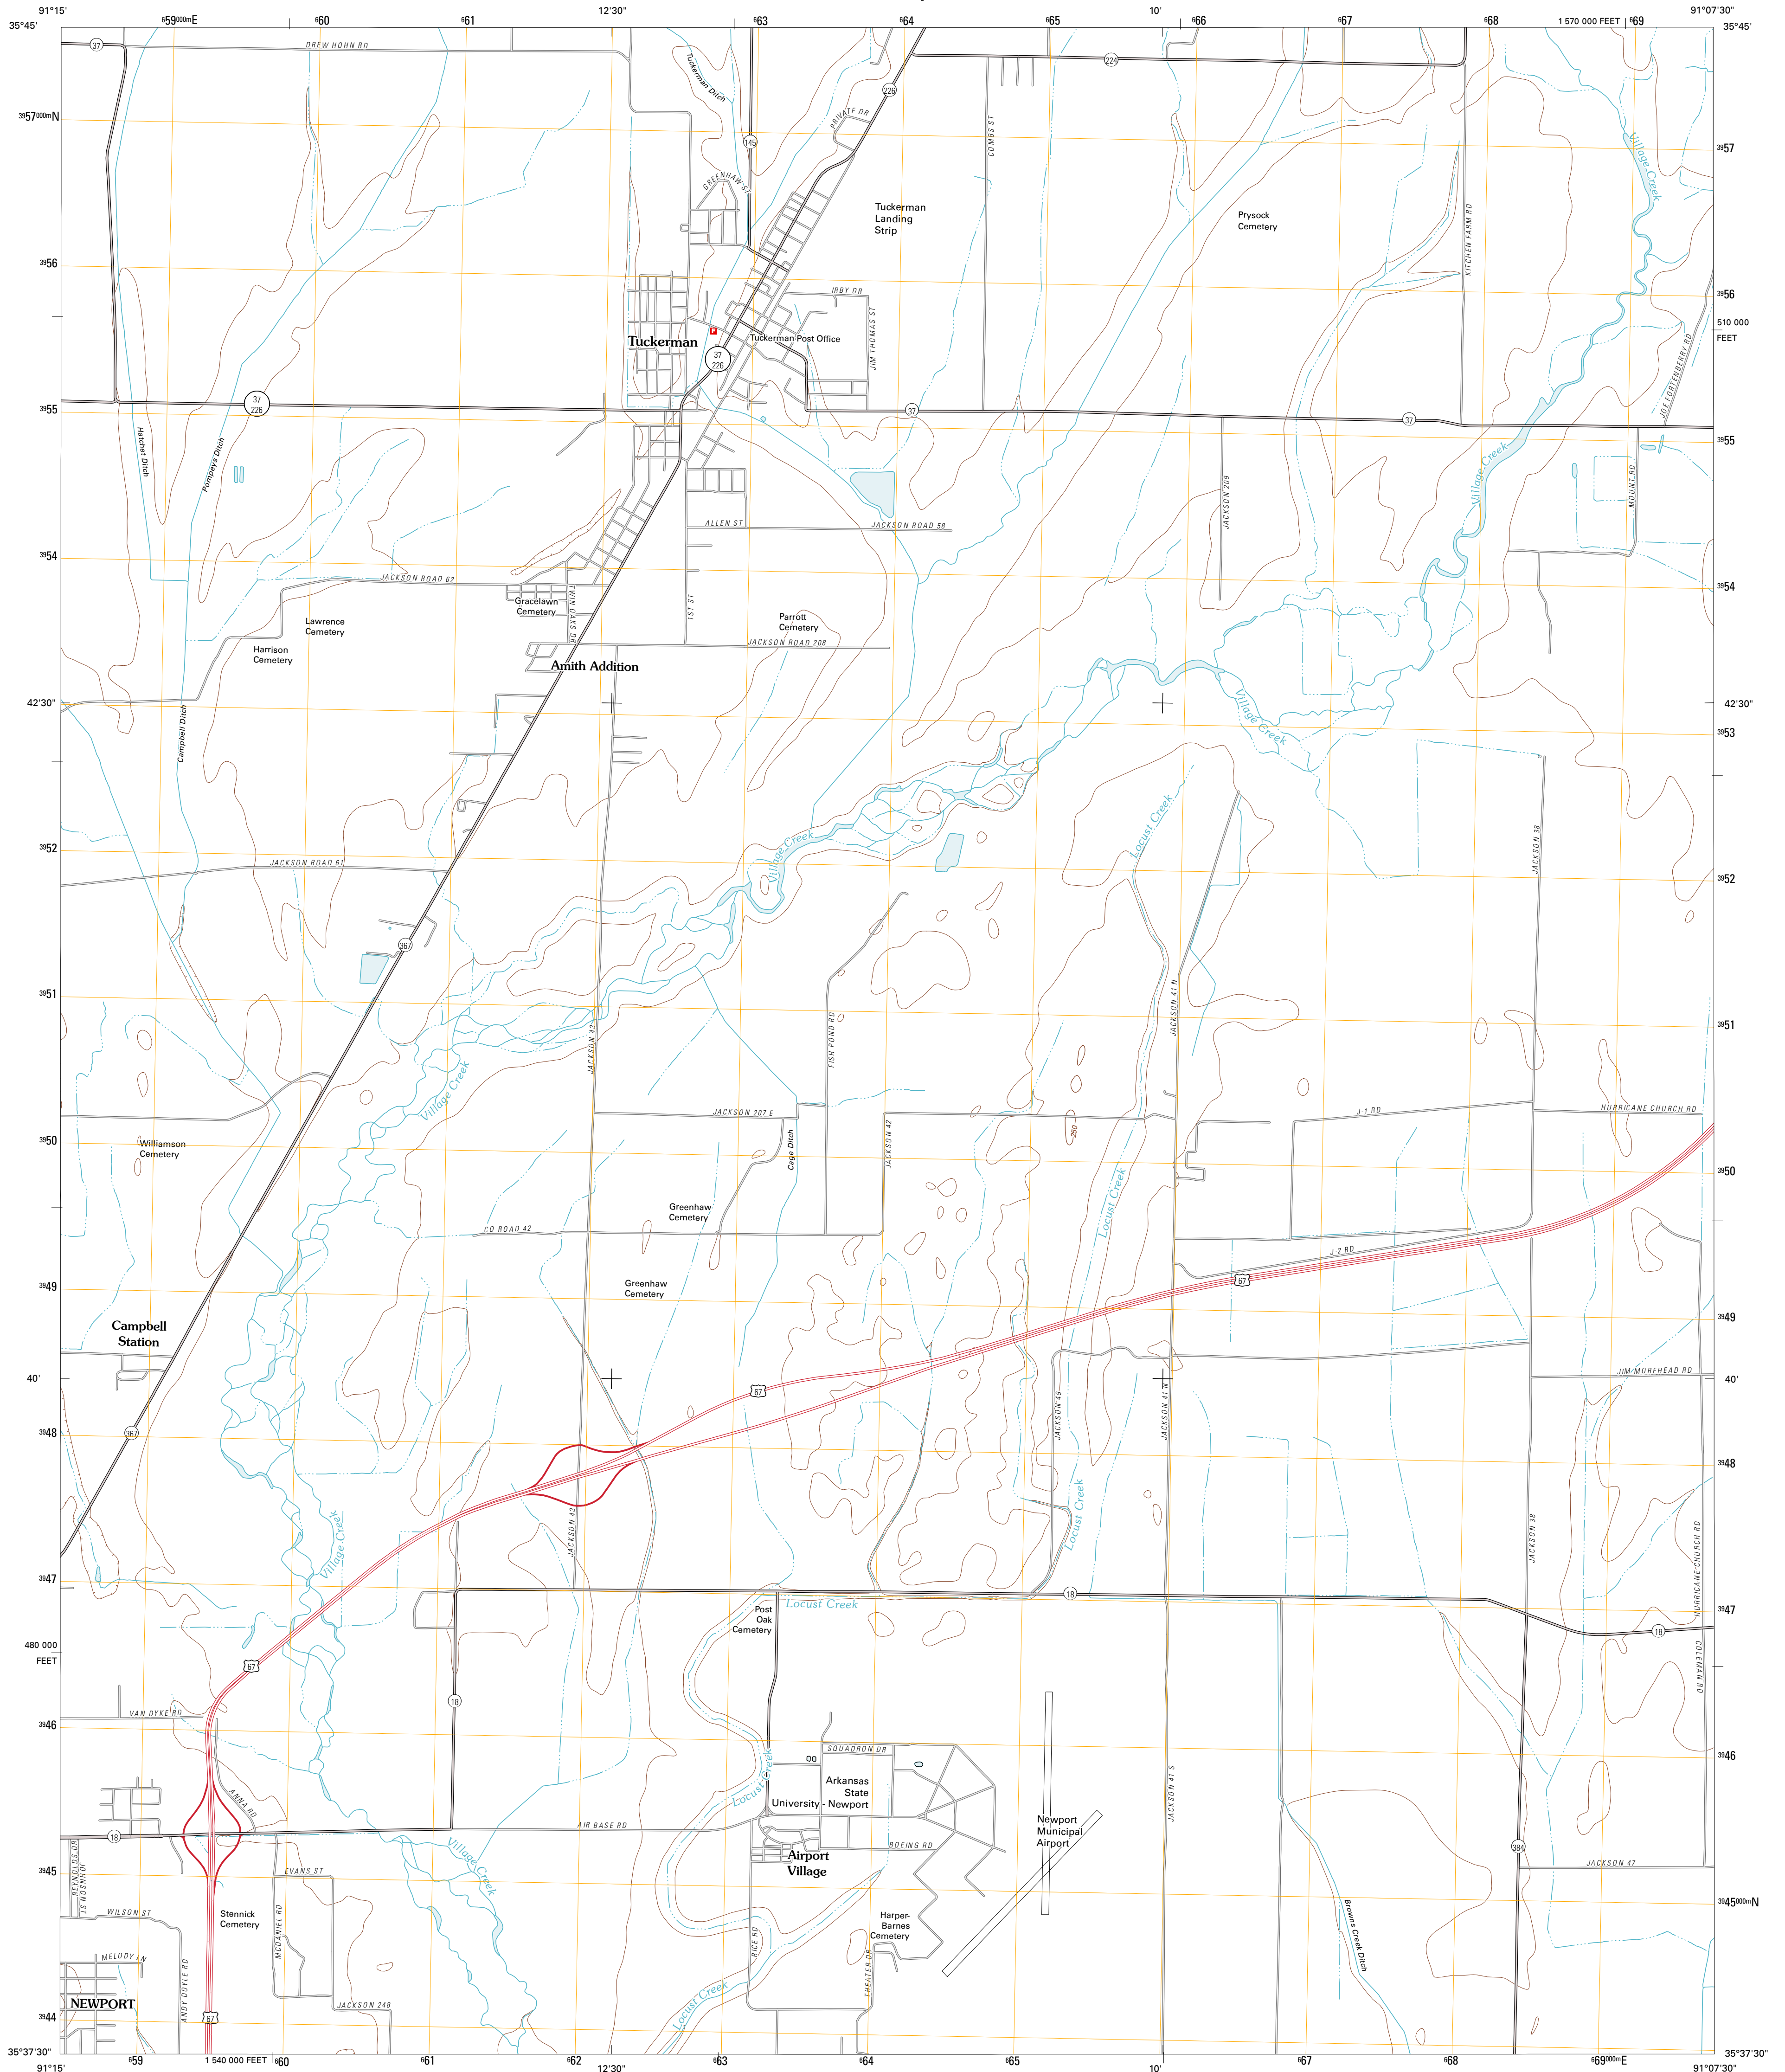 91°15'
⁶59⁰⁰⁰ᵐE
⁶60
⁶61
12'30"
⁶63
⁶64
⁶65
10'
⁶66
⁶67
⁶68
1 570 000 FEET
⁶69
91°07'30"
35°45'
35°45'
37
DREW HOHN RD
Tuckerman Ditch
226
224
³⁹57⁰⁰⁰ᵐN
PRIVATE DR
145
COMBS ST
Village Creek
³⁹57
GREENHAW ST
Tuckerman
Landing
Strip
Prysock
Cemetery
KITCHEN FARM RD
³⁹56
IRBY DR
³⁹56
510 000
FEET
Tuckerman
F
Tuckerman Post Office
JIM THOMAS ST
37
226
JOE FORTENBERRY RD
37
226
³⁹55
37
37
³⁹55
Hatchet Ditch
Pompeys Ditch
Village Creek
MOUNT RD
JACKSON 209
ALLEN ST
JACKSON ROAD 58
³⁹54
JACKSON ROAD 62
³⁹54
Gracelawn
Cemetery
TWIN OAKS DR
1ST ST
Lawrence
Cemetery
Parrott
Cemetery
Harrison
Cemetery
JACKSON ROAD 208
Amith Addition
42'30"
42'30"
Campbell Ditch
Village Creek
³⁹53
Locust Creek
³⁹52
Village Creek
JACKSON 38
JACKSON ROAD 61
³⁹52
367
³⁹51
JACKSON 43
FISH POND RD
JACKSON 41 N
³⁹51
Village Creek
JACKSON 207 E
J-1 RD
HURRICANE CHURCH RD
³⁹50
Williamson
Cemetery
Cage Ditch
JACKSON 42
250
³⁹50
Locust Creek
Greenhaw
Cemetery
CO ROAD 42
J-2 RD
67
³⁹49
Greenhaw
Cemetery
³⁹49
Campbell
Station
40'
JIM MOREHEAD RD
40'
67
JACKSON 49
JACKSON 41 N
³⁹48
367
³⁹48
Village Creek
JACKSON 43
Locust Creek
JACKSON 38
HURRICANE CHURCH RD
³⁹47
18
Post
Oak
Cemetery
Locust Creek
³⁹47
480 000
FEET
18
67
COLEMAN RD
18
VAN DYKE RD
³⁹46
SQUADRON DR
³⁹46
Locust Creek
Arkansas
State
University - Newport
ANNA RD
JACKSON 41 S
Newport
Municipal
Airport
18
AIR BASE RD
BOEING RD
384
Village Creek
Airport
Village
³⁹45
REYNOLDS DR
JOHNSON ST
EVANS ST
JACKSON 47
WILSON ST
Stennick
Cemetery
MCDANIEL RD
RICE RD
Harper-
Barnes
Cemetery
Browns Creek Ditch
³⁹45⁰⁰⁰ᵐN
MELODY LN
ANDY DOYLE RD
THEATER DR
NEWPORT
JACKSON 248
Locust Creek
³⁹44
67
35°37'30"
35°37'30"
91°15'
⁶59
1 540 000 FEET
⁶60
⁶61
⁶62
12'30"
⁶63
⁶64
⁶65
10'
⁶67
⁶68
⁶69⁰⁰⁰ᵐE
91°07'30"